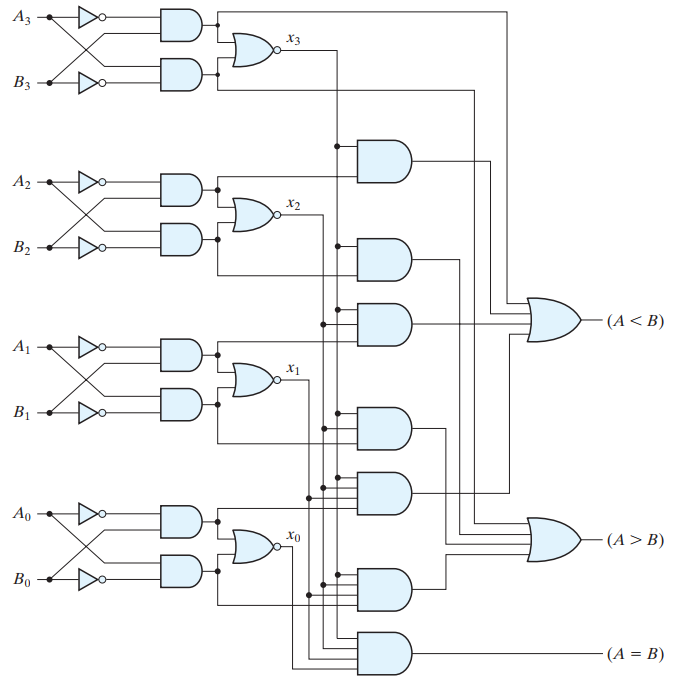 A₃
x₃
B₃
A₂
x₂
B₂
(A < B)
A₁
x₁
B₁
A₀
x₀
(A > B)
B₀
(A = B)